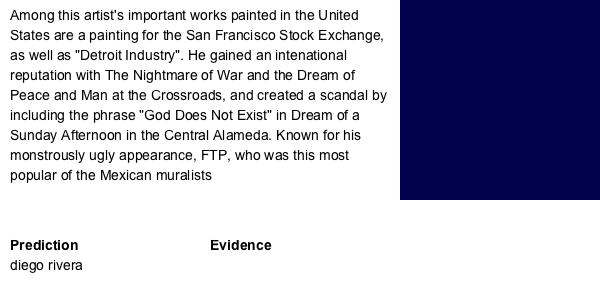 Among this artist's important works painted in the United
States are a painting for the San Francisco Stock Exchange,
as well as "Detroit Industry". He gained an intenational
reputation with The Nightmare of War and the Dream of
Peace and Man at the Crossroads, and created a scandal by
including the phrase "God Does Not Exist" in Dream of a
Sunday Afternoon in the Central Alameda. Known for his
monstrously ugly appearance, FTP, who was this most
popular of the Mexican muralists
Prediction Evidence
diego rivera